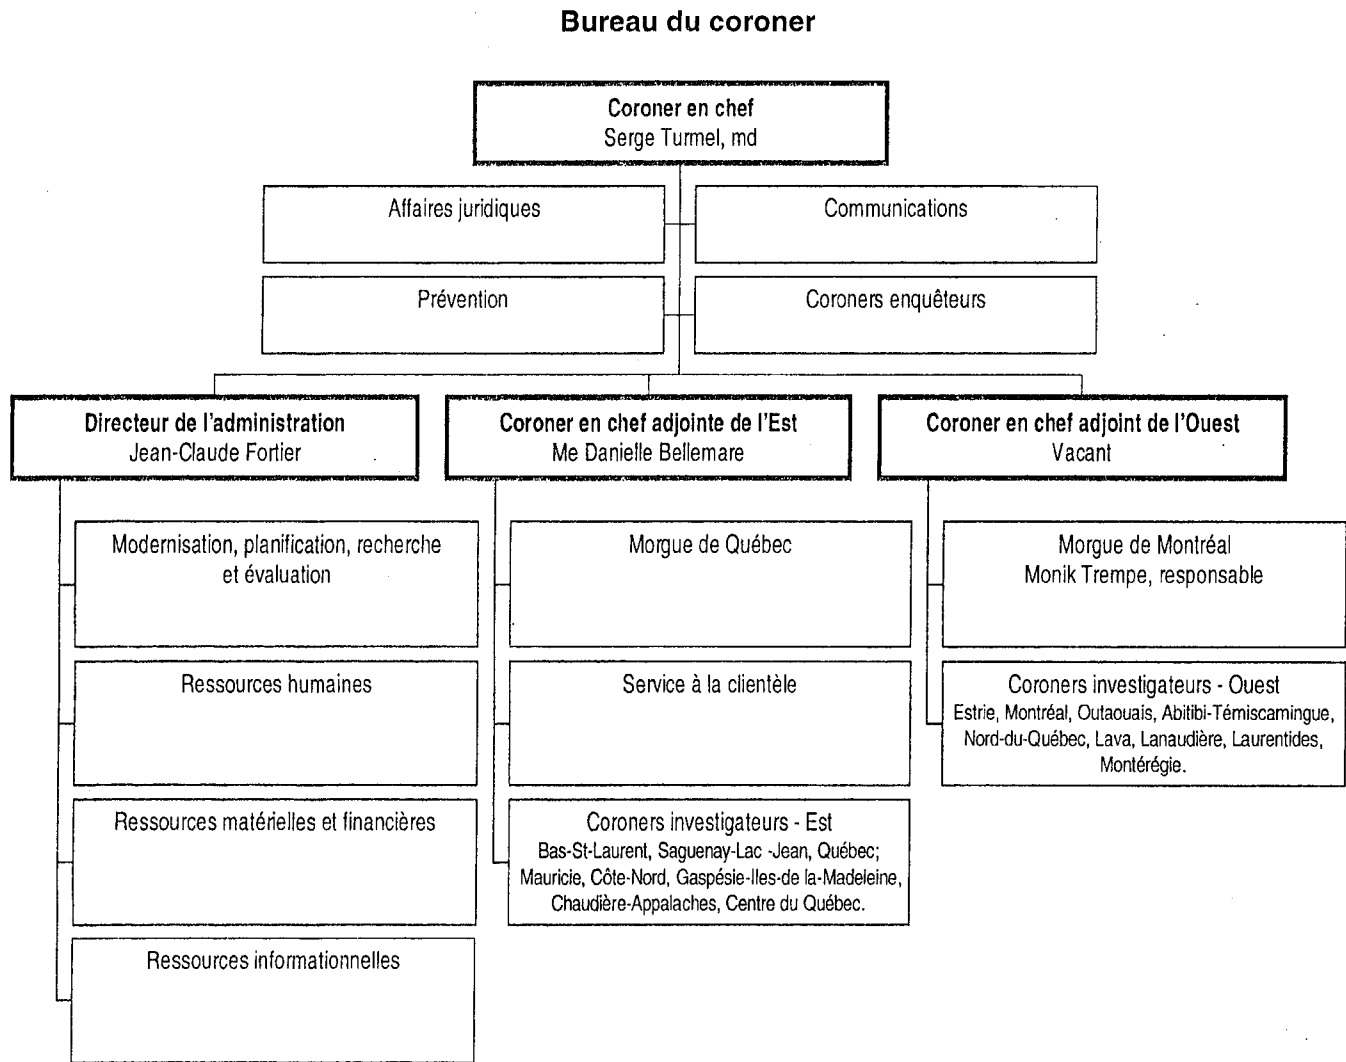 Bureau du coroner
Coroner en chef
Serge Turmel, md
Affaires juridiques
Communications
Prévention
Coroners enquêteurs
Directeur de l'administration
Jean-Claude Fortier
Coroner en chef adjointe de l'Est
Me Danielle Bellemare
Coroner en chef adjoint de l'Ouest
Vacant
Modernisation, planification, recherche
et évaluation
Ressources humaines
Ressources matérielles et financières
Ressources informationnelles
Morgue de Québec
Service à la clientèle
Coroners investigateurs - Est
Bas-St-Laurent, Saguenay-Lac -Jean, Québec;
Mauricie, Côte-Nord, Gaspésie-Iles-de la-Madeleine,
Chaudière-Appalaches, Centre du Québec.
Morgue de Montréal
Monik Trempe, responsable
Coroners investigateurs - Ouest
Estrie, Montréal, Outaouais, Abitibi-Témiscamingue,
Nord-du-Québec, Lava, Lanaudière, Laurentides,
Montérégie.